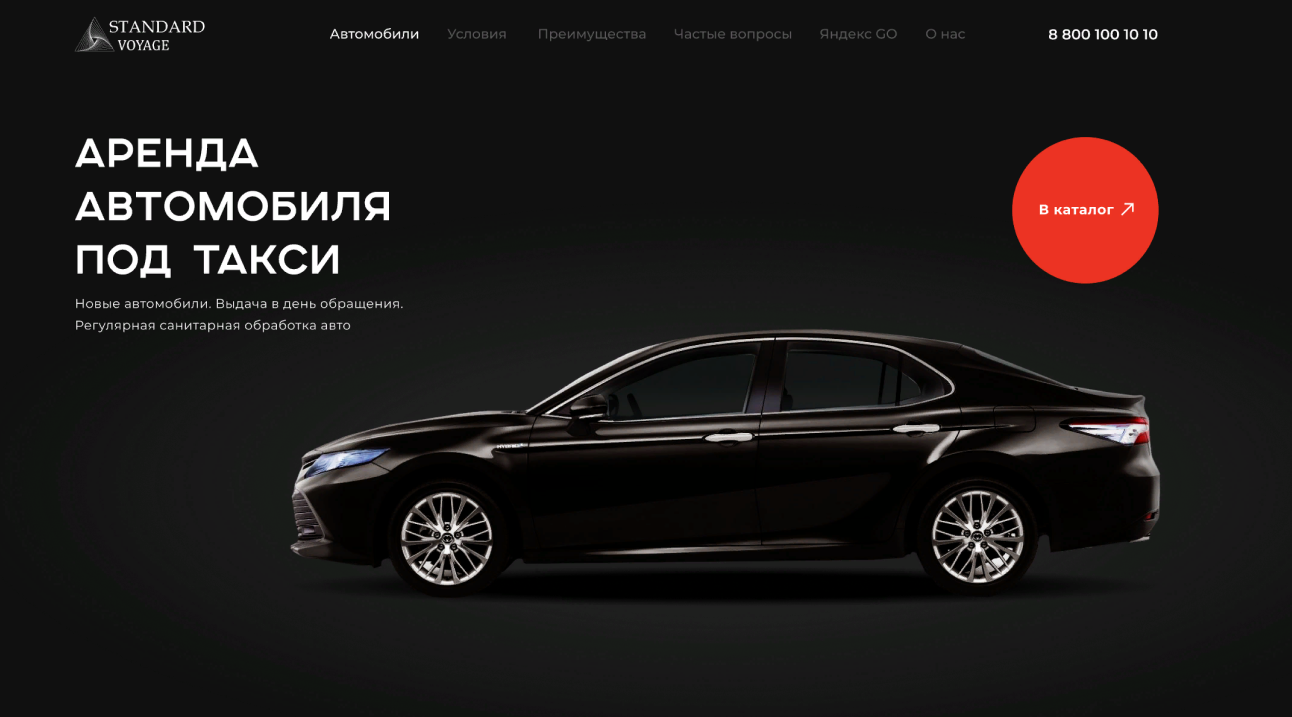 STANDARD
VOYAGE
Автомобили Условия Преимущества Частые вопросы Яндекс GO О нас 8 800 100 10 10
АРЕНДА
АВТОМОБИЛЯ
ПОД ТАКСИ
В каталог
Новые автомобили. Выдача в день обращения.
Регулярная санитарная обработка авто